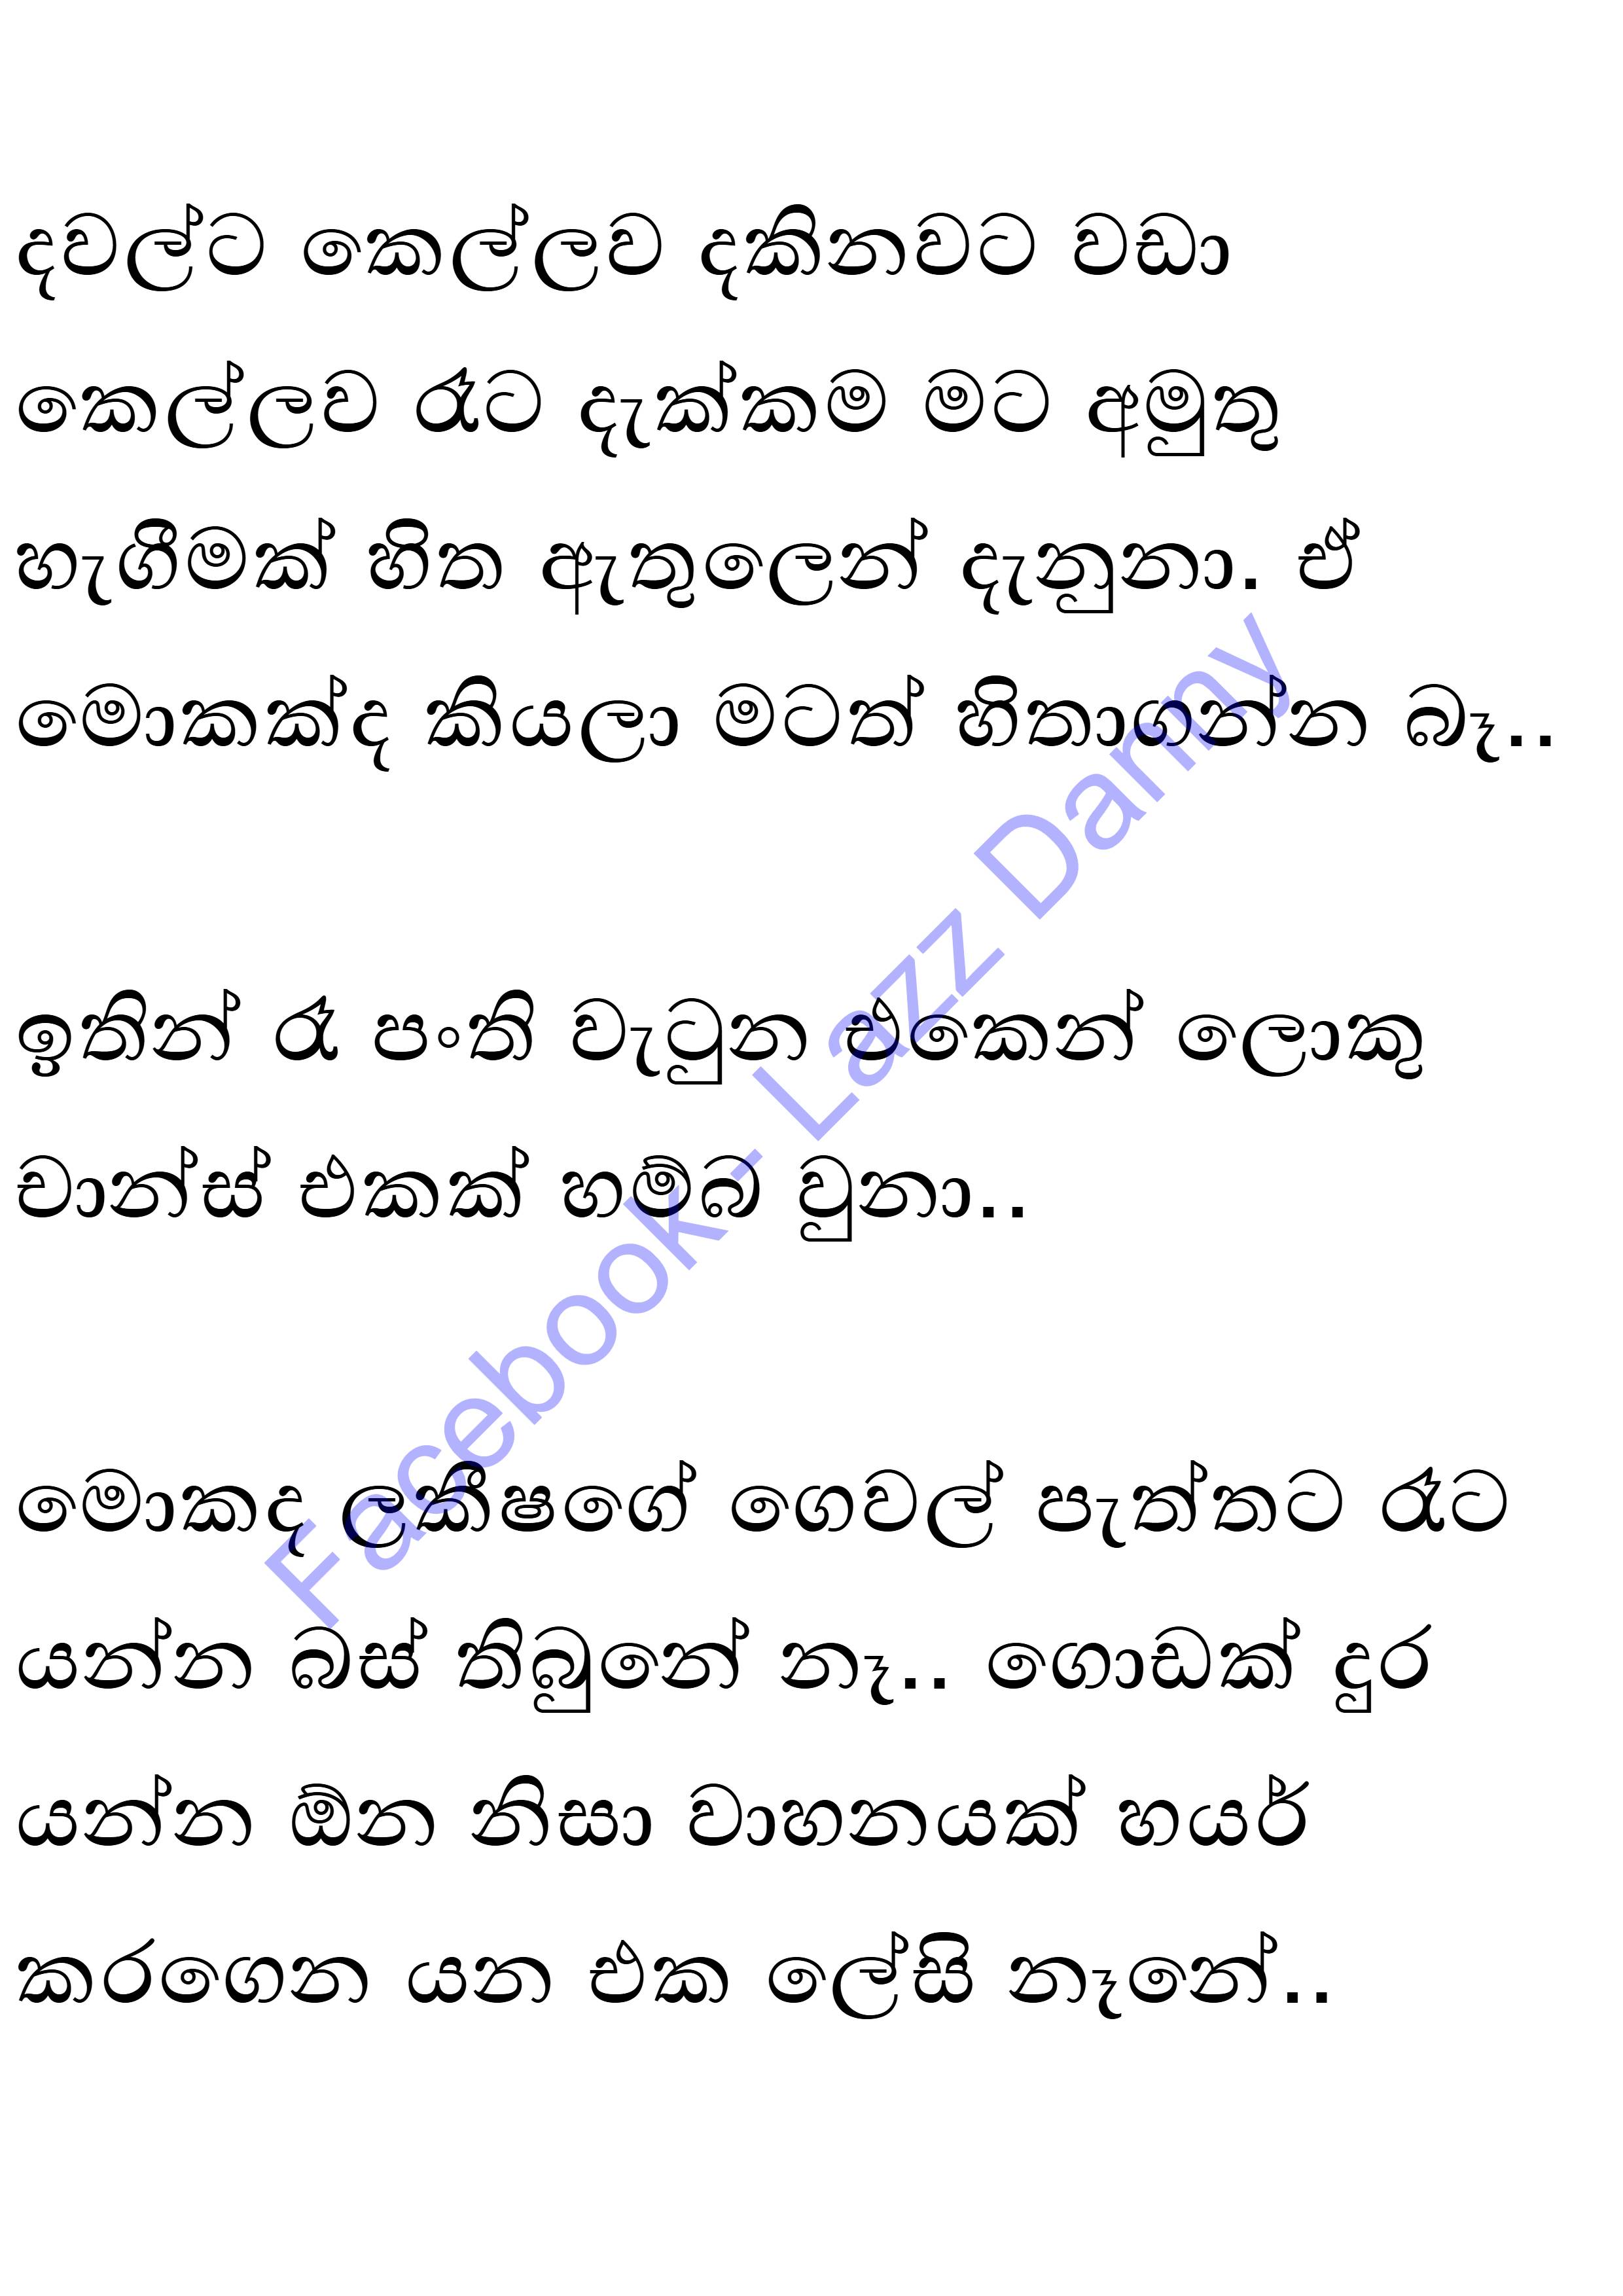 දවල්ට කෙල්ලව දකිනවට වඩා
කෙල්ලව රෑට දැක්කම මට අමුතු
හැගීමක් හිත ඇතුලෙන් දැනුනා. ඒ
මොකක්ද කියලා මටත් හිතාගන්න බෑ..
ඉතින් රෑ පංති වැටුන එකෙන් ලොකු
චාන්ස් එකක් හම්බ වුනා..
මොකද ලකීෂගේ ගෙවල් පැත්තට රෑට
යන්න බස් තිබුනේ නෑ.. ගොඩක් දුර
යන්න ඕන නිසා වාහනයක් හයර්
කරගෙන යන එක ලේසි නෑනේ..
Facebook - Lazz Danny